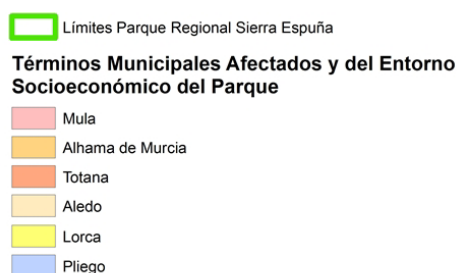 Límites Parque Regional Sierra Espuña
Términos Municipales Afectados y del Entorno
Socioeconómico del Parque
Mula
Alhama de Murcia
Totana
Aledo
Lorca
Pliego